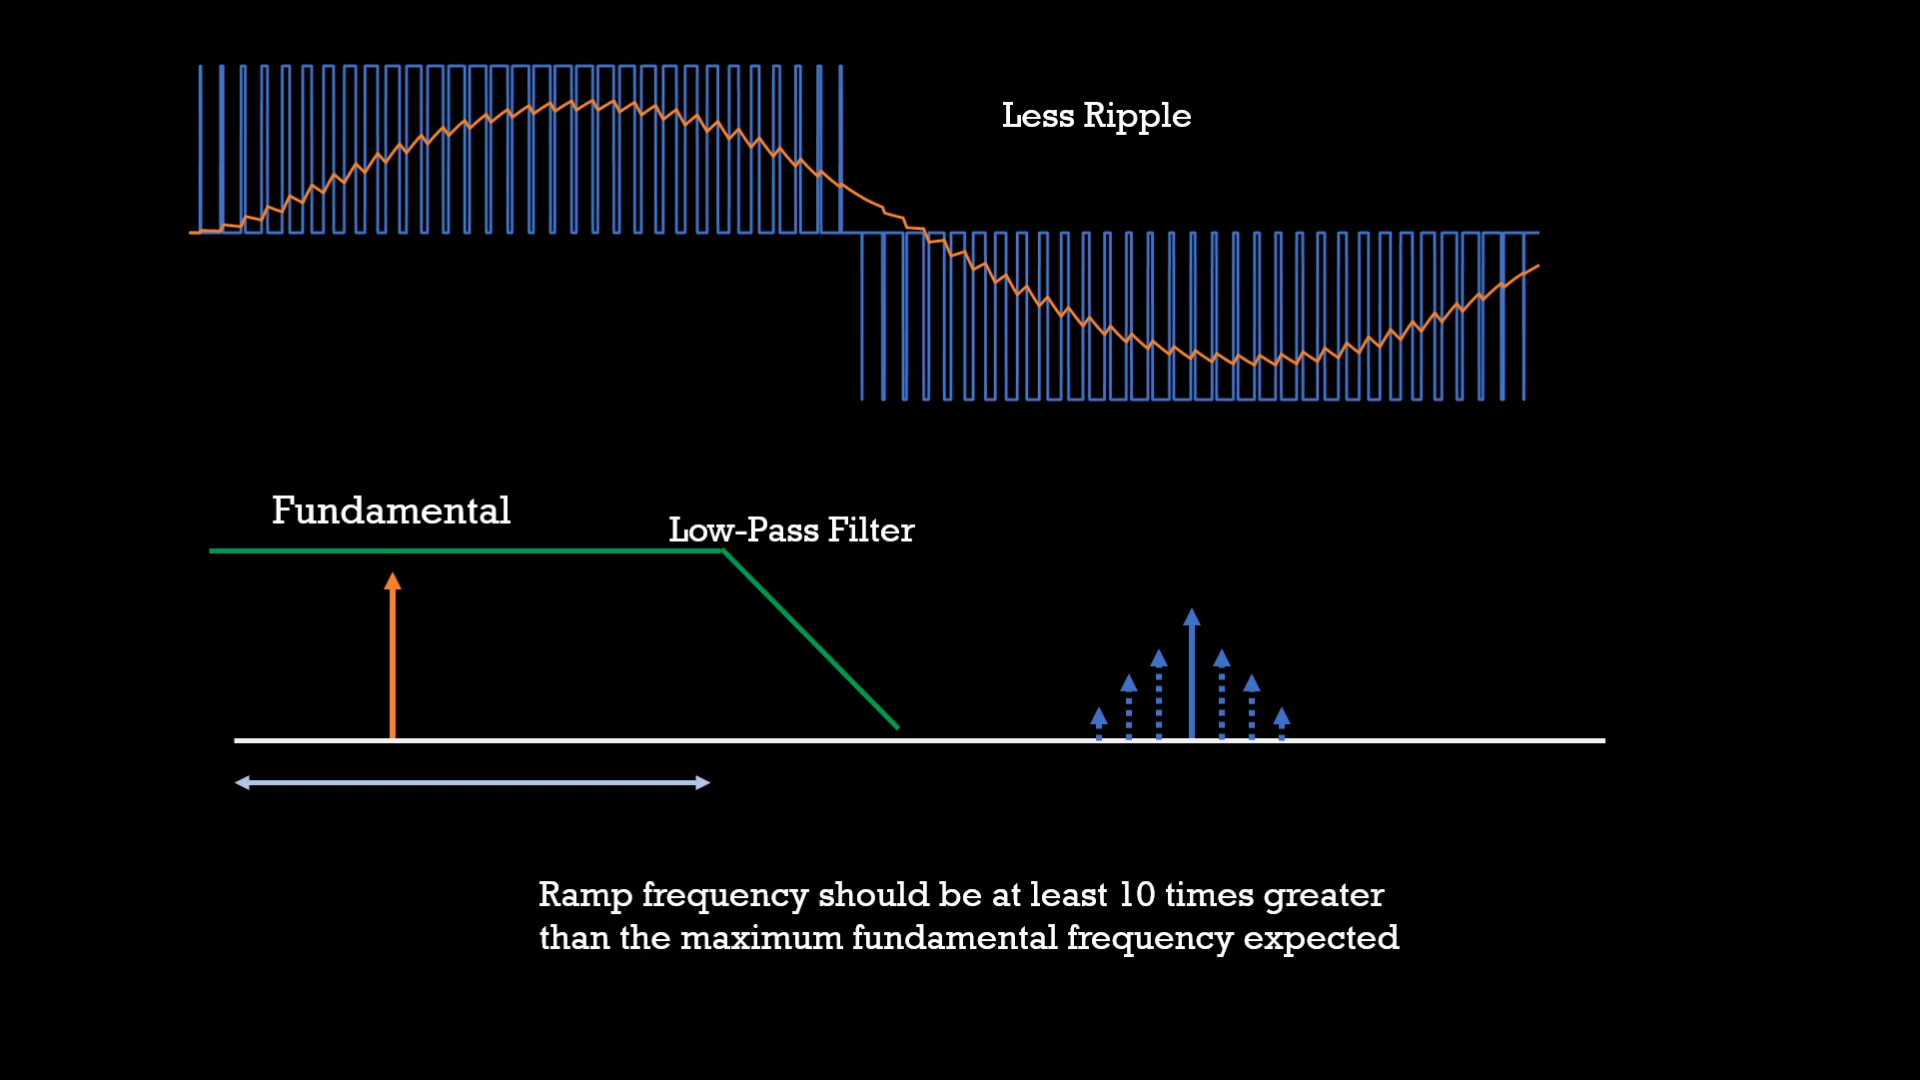 Less Ripple
Fundamental
Low-Pass Filter
Ramp frequency should be at least 10 times greater
than the maximum fundamental frequency expected